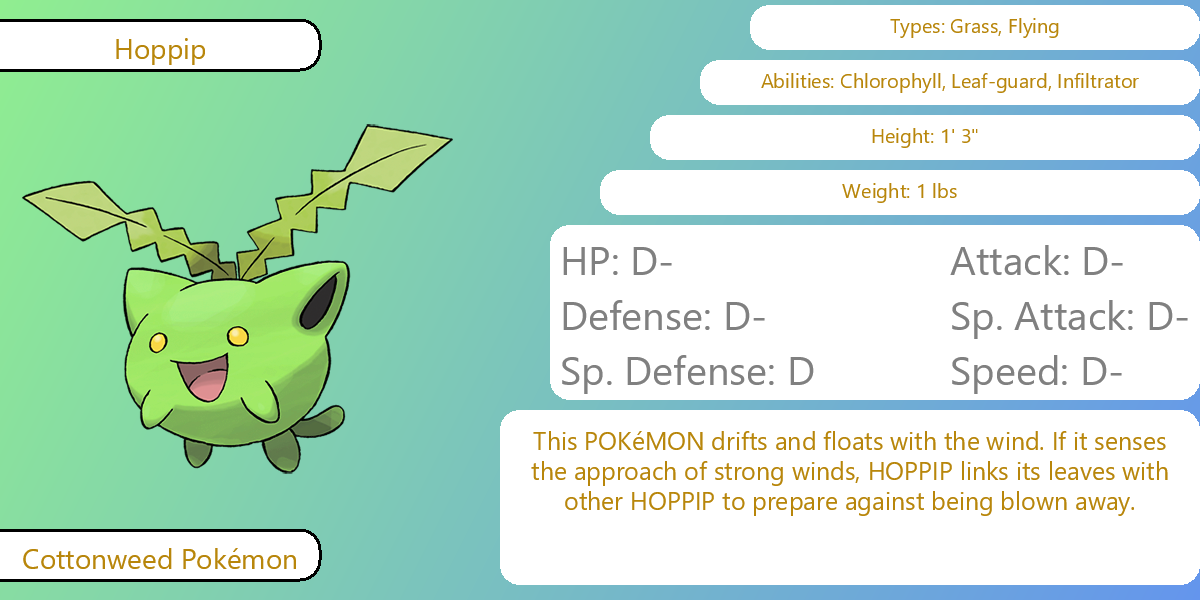 Hoppip
Types: Grass, Flying
Abilities: Chlorophyll, Leaf-guard, Infiltrator
Height: 1' 3"
Weight: 1 lbs
HP: D-
Attack: D-
Defense: D-
Sp. Attack: D-
Sp. Defense: D
Speed: D-
This POKéMON drifts and floats with the wind. If it senses
the approach of strong winds, HOPPIP links its leaves with
other HOPPIP to prepare against being blown away.
Cottonweed Pokémon